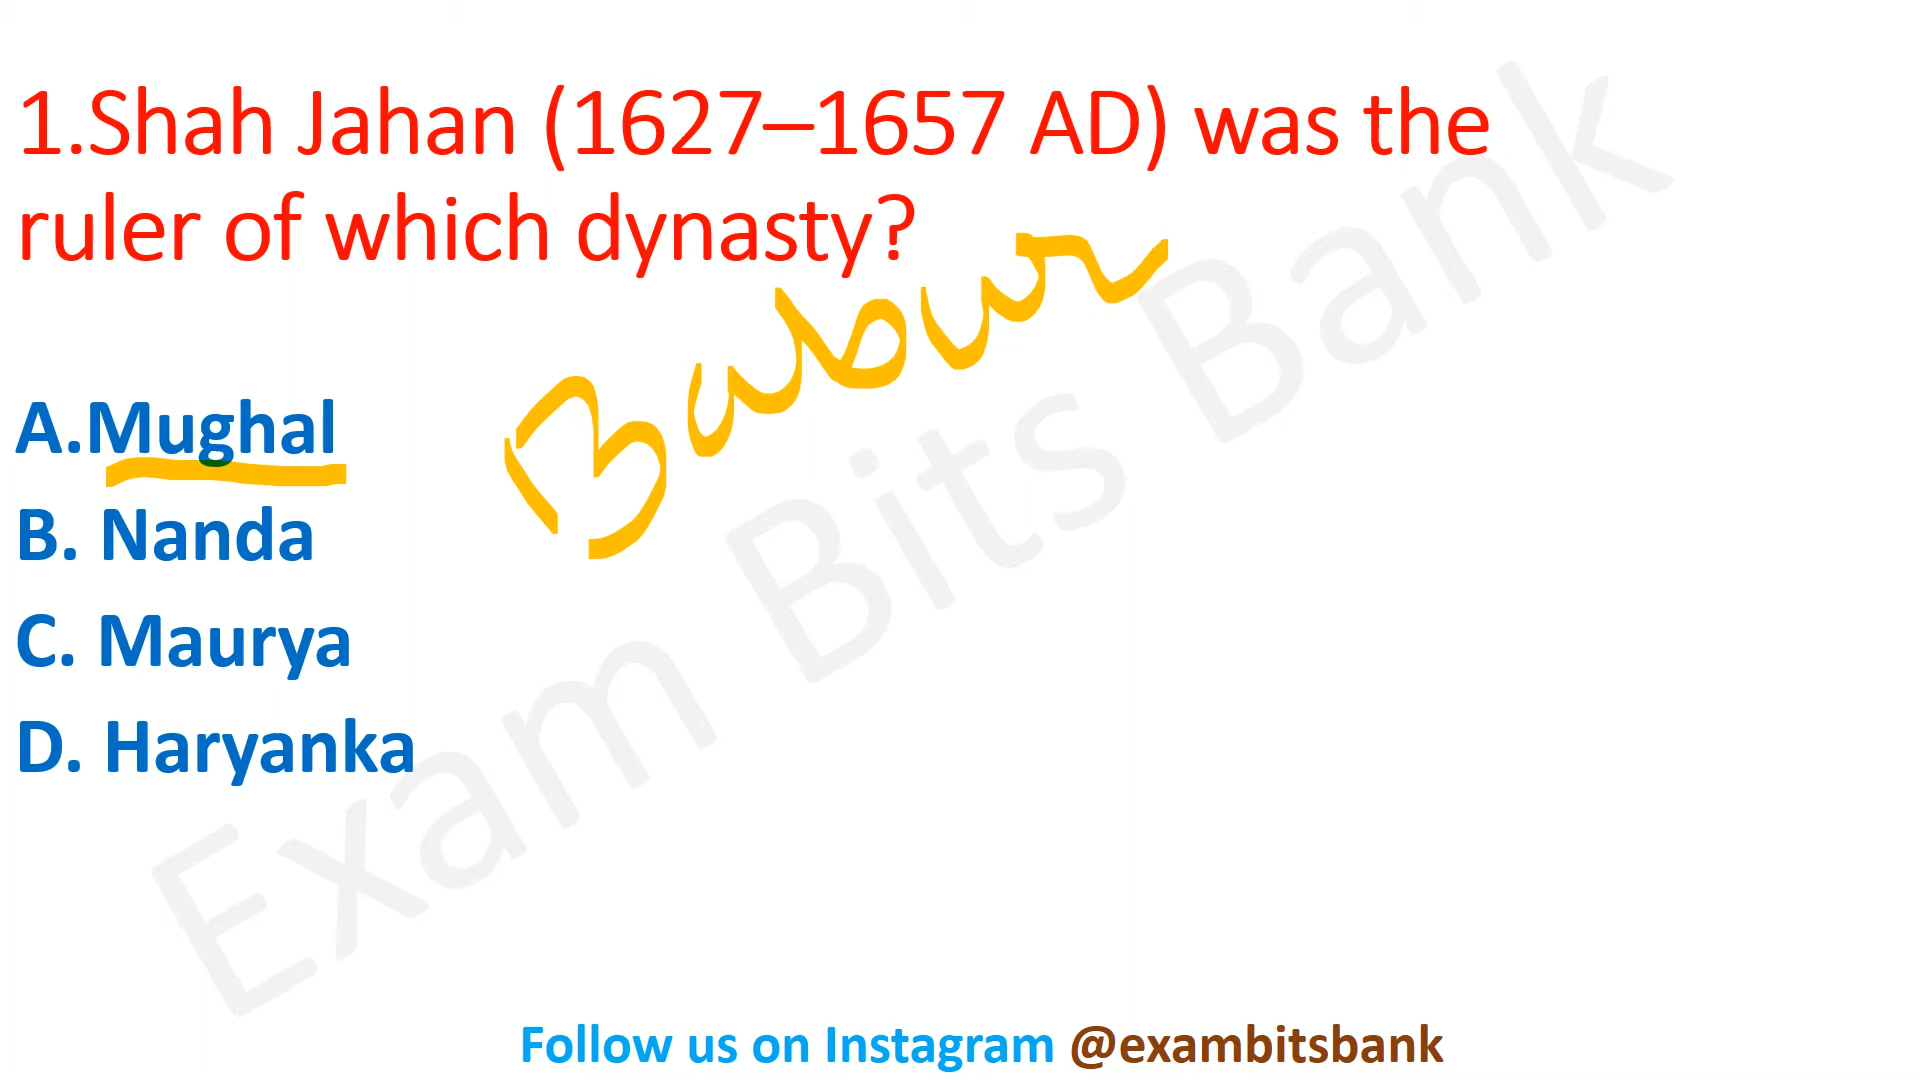 1.Shah Jahan (1627–1657 AD) was the
ruler of which dynasty?
Babur
A.Mughal
B. Nanda
C. Maurya
D. Haryanka
Exam Bits Bank
Follow us on Instagram @exambitsbank